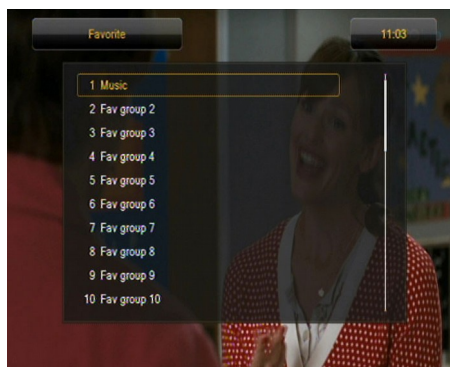 Favorite
11:03
1 Music
2 Fav group 2
3 Fav group 3
4 Fav group 4
5 Fav group 5
6 Fav group 6
7 Fav group 7
8 Fav group 8
9 Fav group 9
10 Fav group 10